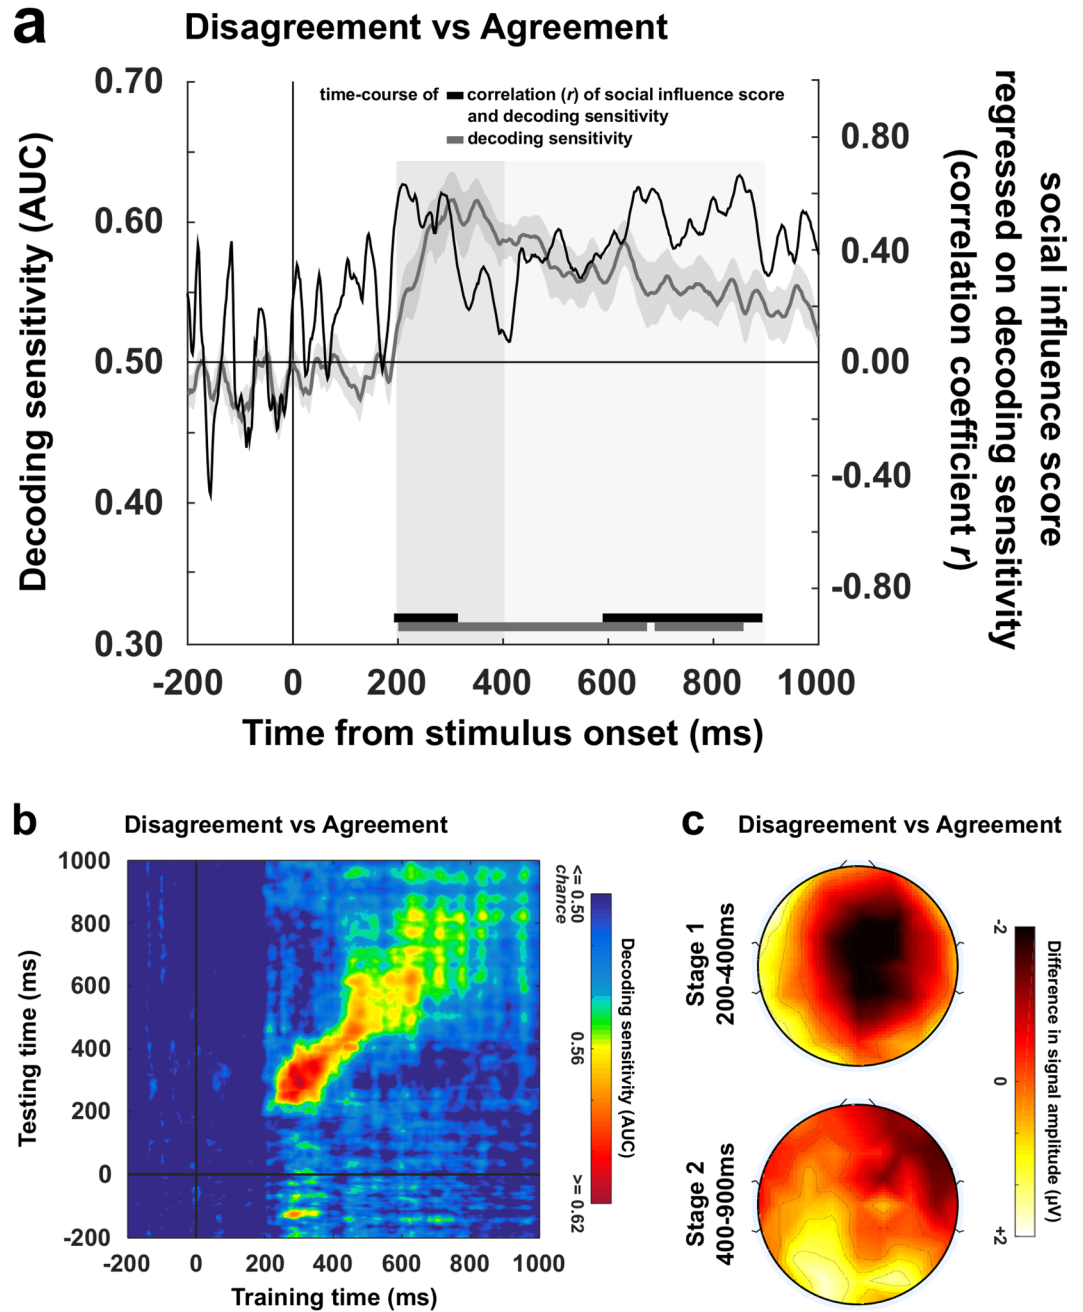 a
Disagreement vs Agreement
time-course of correlation (r) of social influence score
and decoding sensitivity
decoding sensitivity
Decoding sensitivity (AUC)
0.70
0.60
0.50
0.40
0.30
0.80
0.40
0.00
-0.40
-0.80
social influence score
regressed on decoding sensitivity
(correlation coefficient r)
-200 0 200 400 600 800 1000
Time from stimulus onset (ms)
b
Disagreement vs Agreement
Testing time (ms)
1000
800
600
400
200
0
-200
-200 0 200 400 600 800 1000
Training time (ms)
<= 0.50
chance
0.56
>= 0.62
Decoding sensitivity (AUC)
c
Disagreement vs Agreement
Stage 1
200-400ms
Stage 2
400-900ms
-2
0
+2
Difference in signal amplitude (µV)